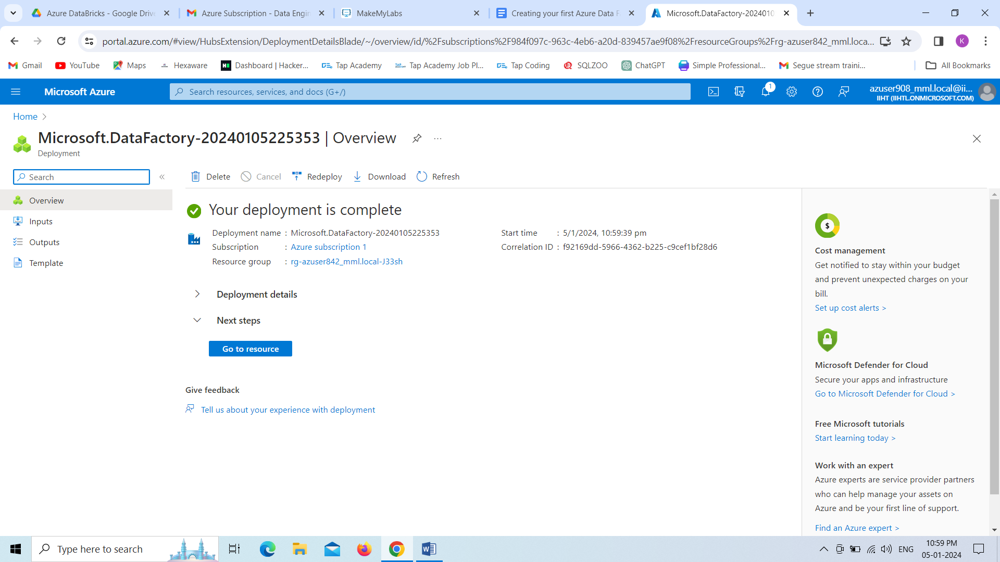 Azure DataBricks - Google Drive
Azure Subscription - Data Engin
MakeMyLabs
Creating your first Azure Data F
Microsoft.DataFactory-20240105
portal.azure.com/#view/HubsExtension/DeploymentDetailsBlade/~/overview/id/%2Fsubscriptions%2F984f097c-963c-4eb6-a20d-839457ae9f08%2FresourceGroups%2Frg-azuser842_mml.loca...
K
Gmail
YouTube
Maps
Hexaware
Dashboard | Hacker...
Tap Academy
Tap Academy Job Pl...
Tap Coding
SQLZOO
ChatGPT
Simple Professional...
Segue stream traini...
All Bookmarks
Microsoft Azure
Search resources, services, and docs (G+/)
1
azuser908_mml.local@ii...
IIHT (IIHTL.ONMICROSOFT.COM)
Home
Microsoft.DataFactory-20240105225353 | Overview
Deployment
Search
Delete
Cancel
Redeploy
Download
Refresh
Overview
Inputs
Outputs
Template
Your deployment is complete
Deployment name : Microsoft.DataFactory-20240105225353
Subscription : Azure subscription 1
Resource group : rg-azuser842_mml.local-J33sh
Start time : 5/1/2024, 10:59:39 pm
Correlation ID : f92169dd-5966-4362-b225-c9cef1bf28d6
Deployment details
Next steps
Go to resource
Give feedback
Tell us about your experience with deployment
Cost management
Get notified to stay within your budget
and prevent unexpected charges on your
bill.
Set up cost alerts >
Microsoft Defender for Cloud
Secure your apps and infrastructure
Go to Microsoft Defender for Cloud >
Free Microsoft tutorials
Start learning today >
Work with an expert
Azure experts are service provider partners
who can help manage your assets on
Azure and be your first line of support.
Find an Azure expert >
Type here to search
ENG
10:59 PM
05-01-2024